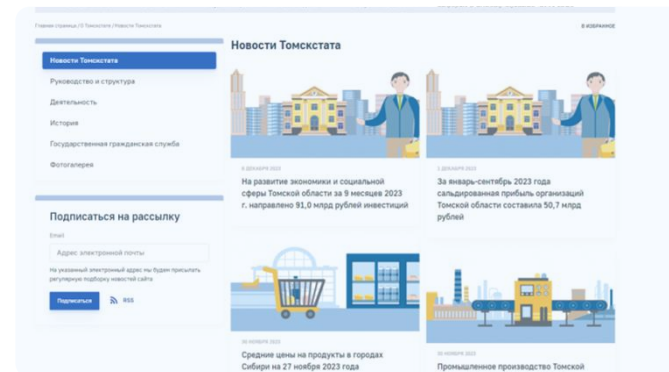 Главная страница / О Томскстате / Новости Томскстата
В ИЗБРАННОЕ
Новости Томскстата
Руководство и структура
Деятельность
История
Государственная гражданская служба
Фотогалерея
Подписаться на рассылку
Email
Адрес электронной почты
На указанный электронный адрес мы будем присылать
регулярную подборку новостей сайта
Подписаться
RSS
Новости Томскстата
6 ДЕКАБРЯ 2023
На развитие экономики и социальной
сферы Томской области за 9 месяцев 2023
г. направлено 91,0 млрд рублей инвестиций
ДЕКАБРЯ 2023
За январь-сентябрь 2023 года
сальдированная прибыль организаций
Томской области составила 50,7 млрд
рублей
30 НОЯБРЯ 2023
Средние цены на продукты в городах
Сибири на 27 ноября 2023 года
30 НОЯБРЯ 2023
Промышленное производство Томской